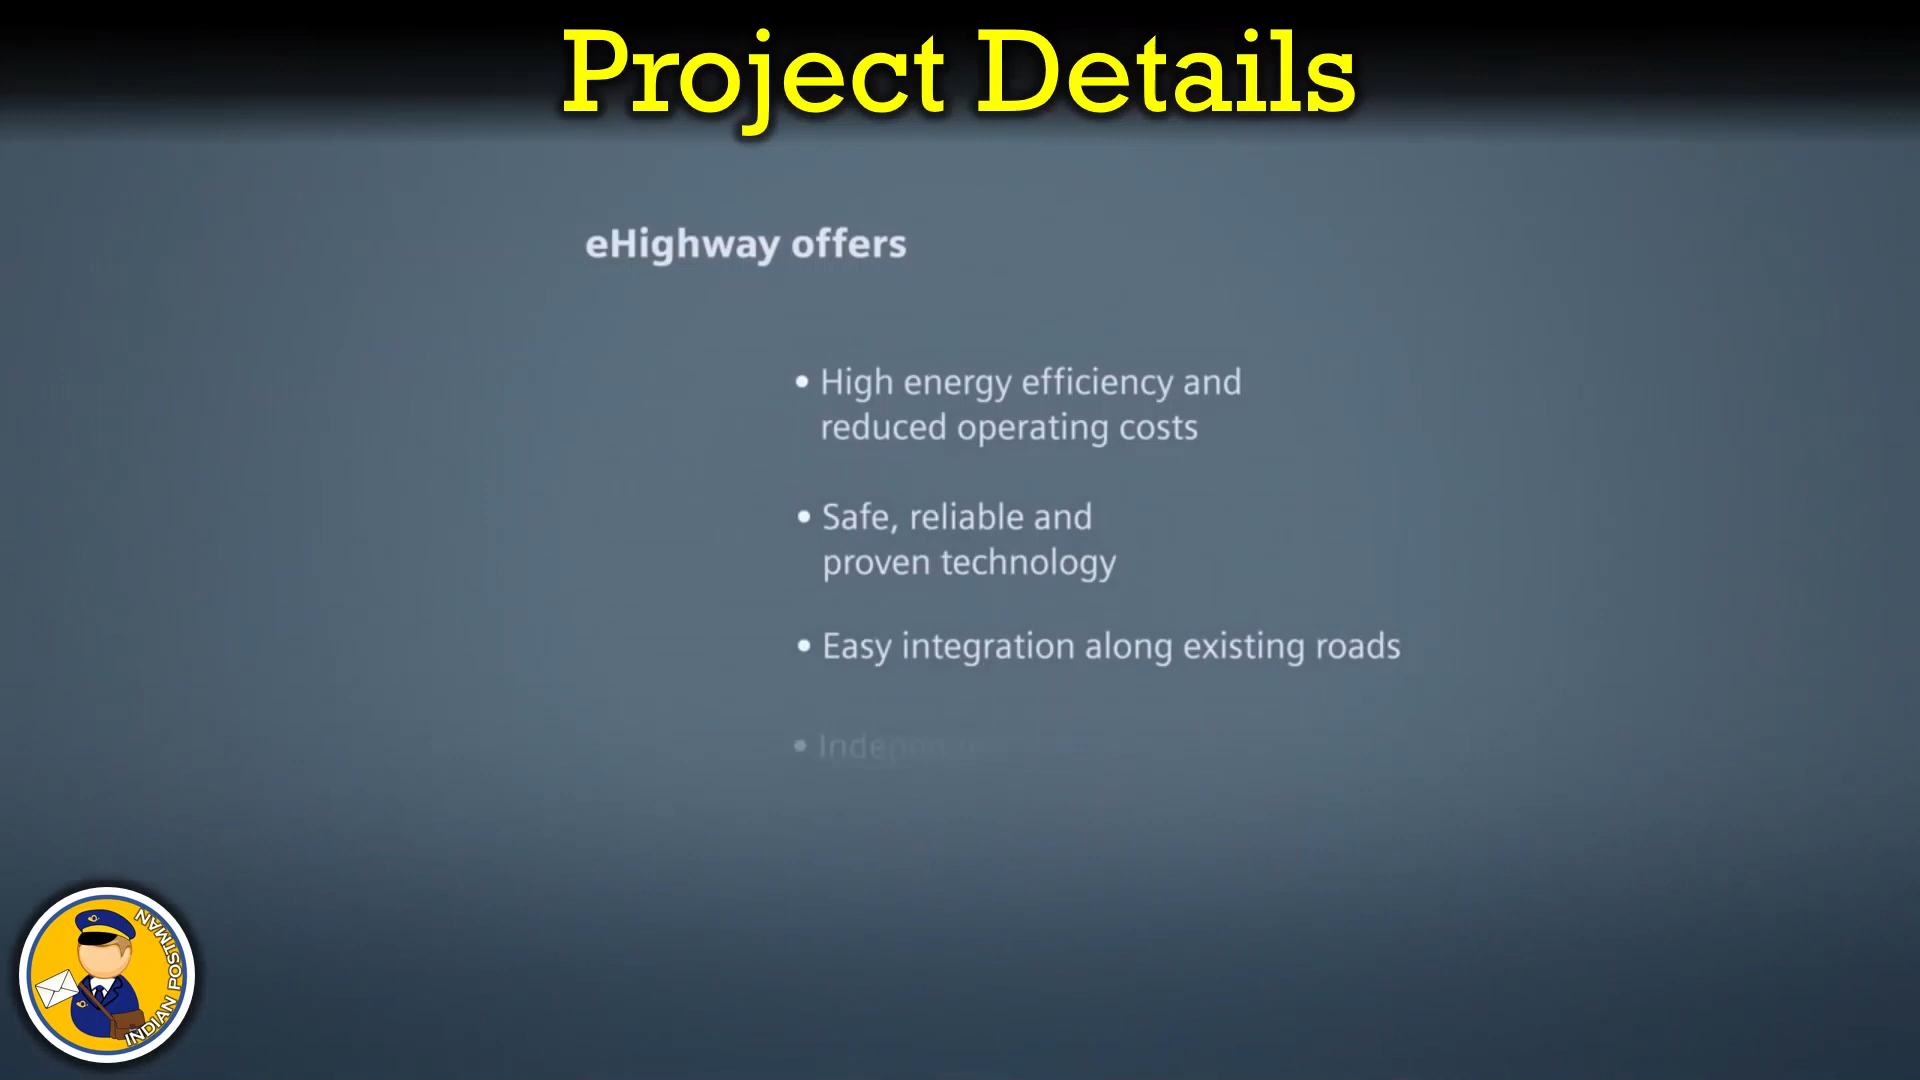 Project Details
eHighway offers
• High energy efficiency and
reduced operating costs
• Safe, reliable and
proven technology
• Easy integration along existing roads
INDIAN POSTMAN